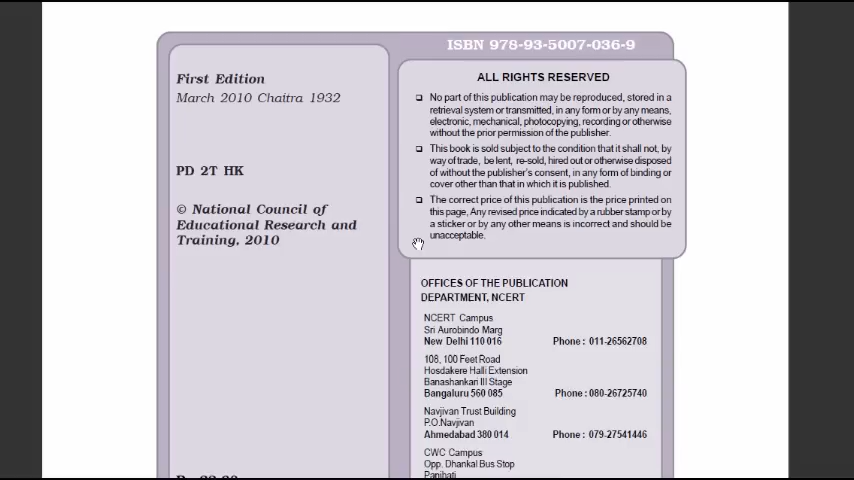 ISBN 978-93-5007-036-9
First Edition
March 2010 Chaitra 1932
PD 2T HK
© National Council of
Educational Research and
Training, 2010
ALL RIGHTS RESERVED
❑ No part of this publication may be reproduced, stored in a
retrieval system or transmitted, in any form or by any means,
electronic, mechanical, photocopying, recording or otherwise
without the prior permission of the publisher.
❑ This book is sold subject to the condition that it shall not, by
way of trade, be lent, re-sold, hired out or otherwise disposed
of without the publisher's consent, in any form of binding or
cover other than that in which it is published.
❑ The correct price of this publication is the price printed on
this page, Any revised price indicated by a rubber stamp or by
a sticker or by any other means is incorrect and should be
unacceptable.
OFFICES OF THE PUBLICATION
DEPARTMENT, NCERT
NCERT Campus
Sri Aurobindo Marg
New Delhi 110 016 Phone : 011-26562708
108, 100 Feet Road
Hosdakere Halli Extension
Banashankari III Stage
Bangaluru 560 085 Phone : 080-26725740
Navjivan Trust Building
P.O.Navjivan
Ahmedabad 380 014 Phone : 079-27541446
CWC Campus
Opp. Dhankal Bus Stop
Panihati